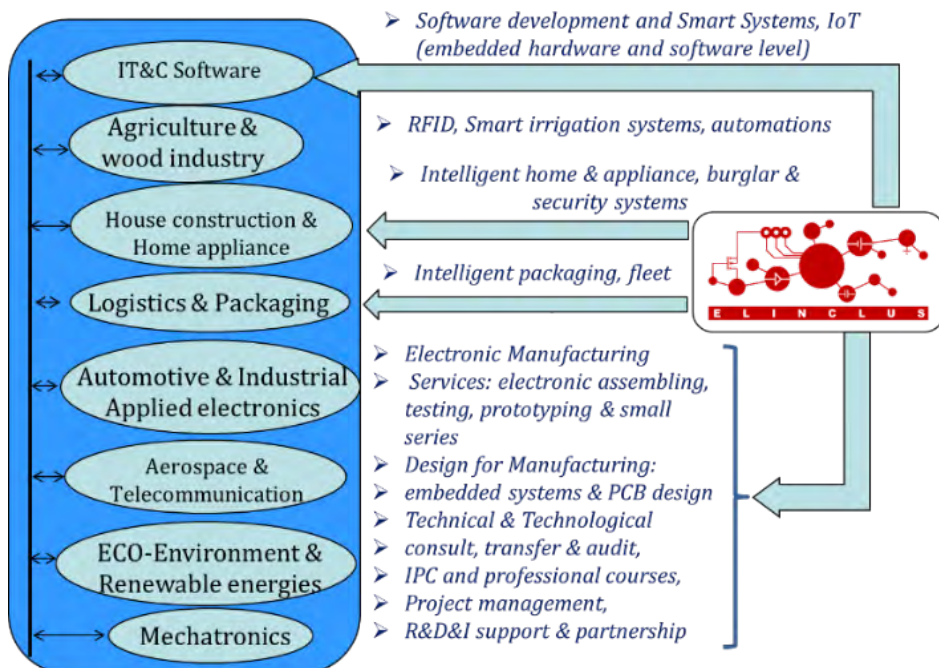 IT&C Software
Agriculture &
wood industry
House construction &
Home appliance
Logistics & Packaging
Automotive & Industrial
Applied electronics
Aerospace &
Telecommunication
ECO-Environment &
Renewable energies
Mechatronics
➢ Software development and Smart Systems, IoT
(embedded hardware and software level)
➢ RFID, Smart irrigation systems, automations
➢ Intelligent home & appliance, burglar &
security systems
➢ Intelligent packaging, fleet
➢ Electronic Manufacturing
➢ Services: electronic assembling,
testing, prototyping & small
series
➢ Design for Manufacturing:
➢ embedded systems & PCB design
➢ Technical & Technological
➢ consult, transfer & audit,
➢ IPC and professional courses,
➢ Project management,
➢ R&D&I support & partnership
ELINCLUS